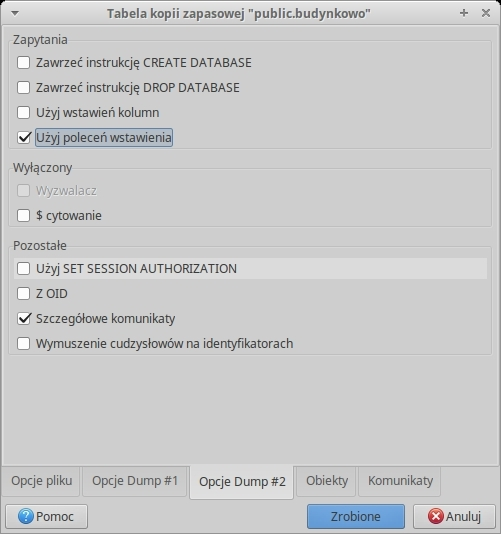 Tabela kopii zapasowej "public.budynkowo"
Zapytania
Zawrzeć instrukcję CREATE DATABASE
Zawrzeć instrukcję DROP DATABASE
Użyj wstawień kolumn
Użyj poleceń wstawienia
Wyłączony
Wyzwalacz
$ cytowanie
Pozostałe
Użyj SET SESSION AUTHORIZATION
Z OID
Szczegółowe komunikaty
Wymuszenie cudzysłowów na identyfikatorach
Opcje pliku Opcje Dump #1 Opcje Dump #2 Obiekty Komunikaty
Pomoc Zrobione Anuluj